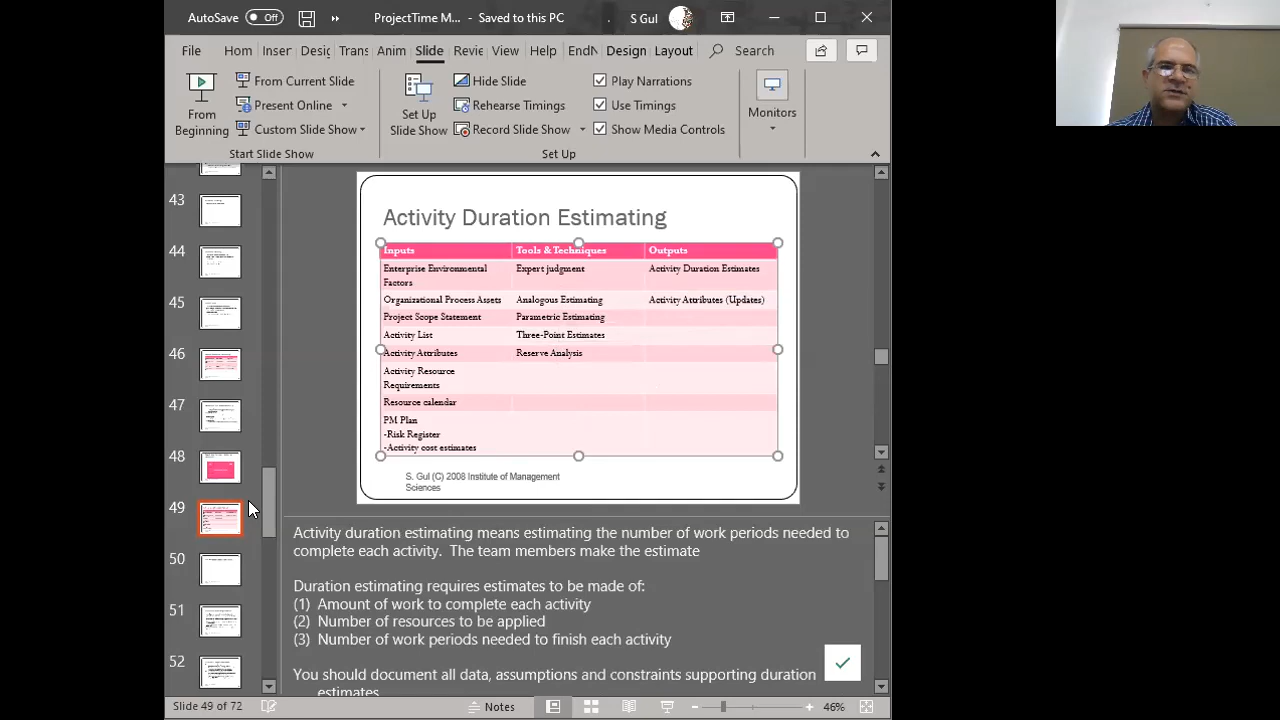 AutoSave Off ProjectTime M... - Saved to this PC S Gul
File Hom Inser Desig Trans Anim Slide Revie View Help EndN Design Layout Search
From Beginning
From Current Slide
Present Online
Custom Slide Show
Start Slide Show
Set Up Slide Show
Hide Slide
Rehearse Timings
Record Slide Show
Play Narrations
Use Timings
Show Media Controls
Set Up
Monitors
43
44
45
46
47
48
49
50
51
52
Activity Duration Estimating
Inputs Tools & Techniques Outputs
Enterprise Environmental Factors Expert judgment Activity Duration Estimates
Organizational Process Assets Analogous Estimating Activity Attributes (Updates)
Project Scope Statement Parametric Estimating
Activity List Three-Point Estimates
Activity Attributes Reserve Analysis
Activity Resource
Requirements
Resource calendar
PM Plan
-Risk Register
-Activity cost estimates
S. Gul (C) 2008 Institute of Management
Sciences
Activity duration estimating means estimating the number of work periods needed to
complete each activity. The team members make the estimate
Duration estimating requires estimates to be made of:
(1) Amount of work to complete each activity
(2) Number of resources to be applied
(3) Number of work periods needed to finish each activity
You should document all data, assumptions and constraints supporting duration
estimates
Slide 49 of 72 Notes 46%